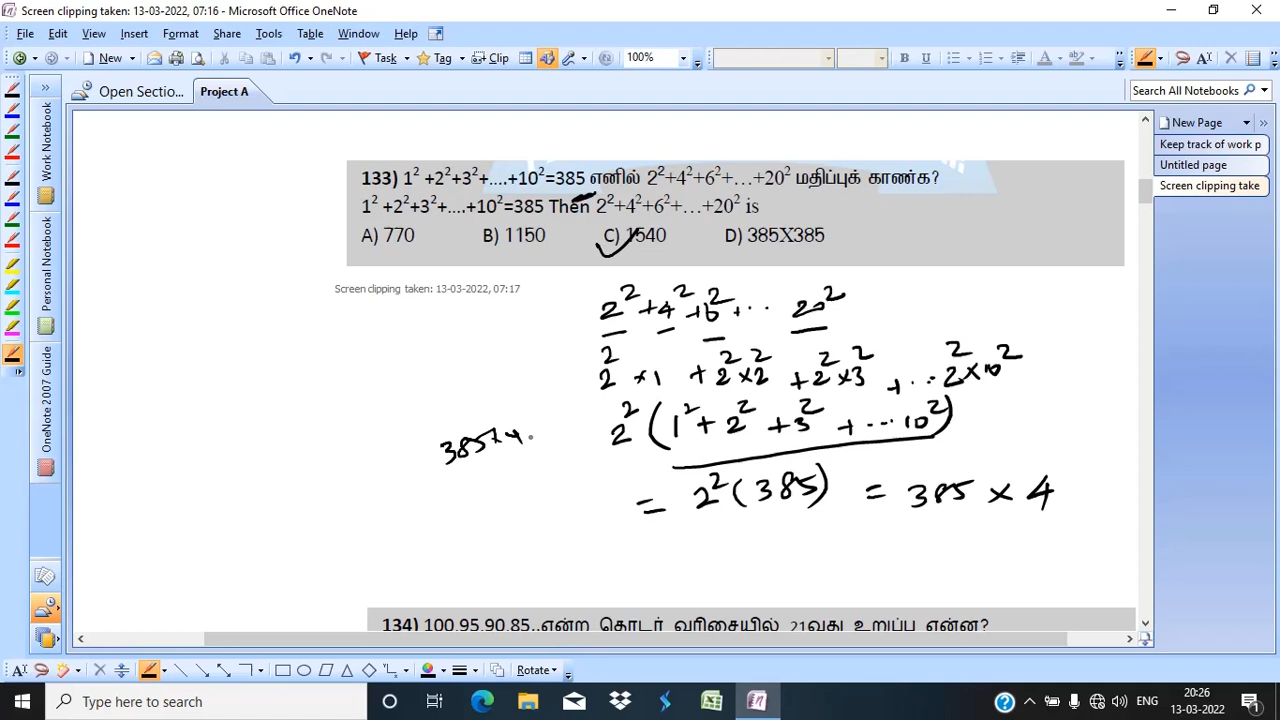 Screen clipping taken: 13-03-2022, 07:16 - Microsoft Office OneNote
File Edit View Insert Format Share Tools Table Window Help
New Task Tag Clip 100% B U A
Open Sectio... Project A Search All Notebooks
New Page
Keep track of work p
Untitled page
Screen clipping take
Work Notebook
Personal Notebook
OneNote 2007 Guide
133) 1² +2²+3²+....+10²=385 எனில் 2²+4²+6²+...+20² மதிப்புக் காண்க?
1² +2²+3²+....+10²=385 Then 2²+4²+6²+...+20² is
A) 770 B) 1150 C) 1540 D) 385X385
Screen clipping taken: 13-03-2022, 07:17
2² + 4² + 6² + ... 20²
2² × 1 + 2² × 2² + 2² × 3² + ... 2² × 10²
2² ( 1² + 2² + 3² + ... 10² )
385×4
= 2² ( 385 ) = 385 × 4
134) 100,95,90,85..என்ற தொடர் வரிசையில் 21வது உறுப்பு என்ன?
Rotate
Type here to search
20:26
13-03-2022